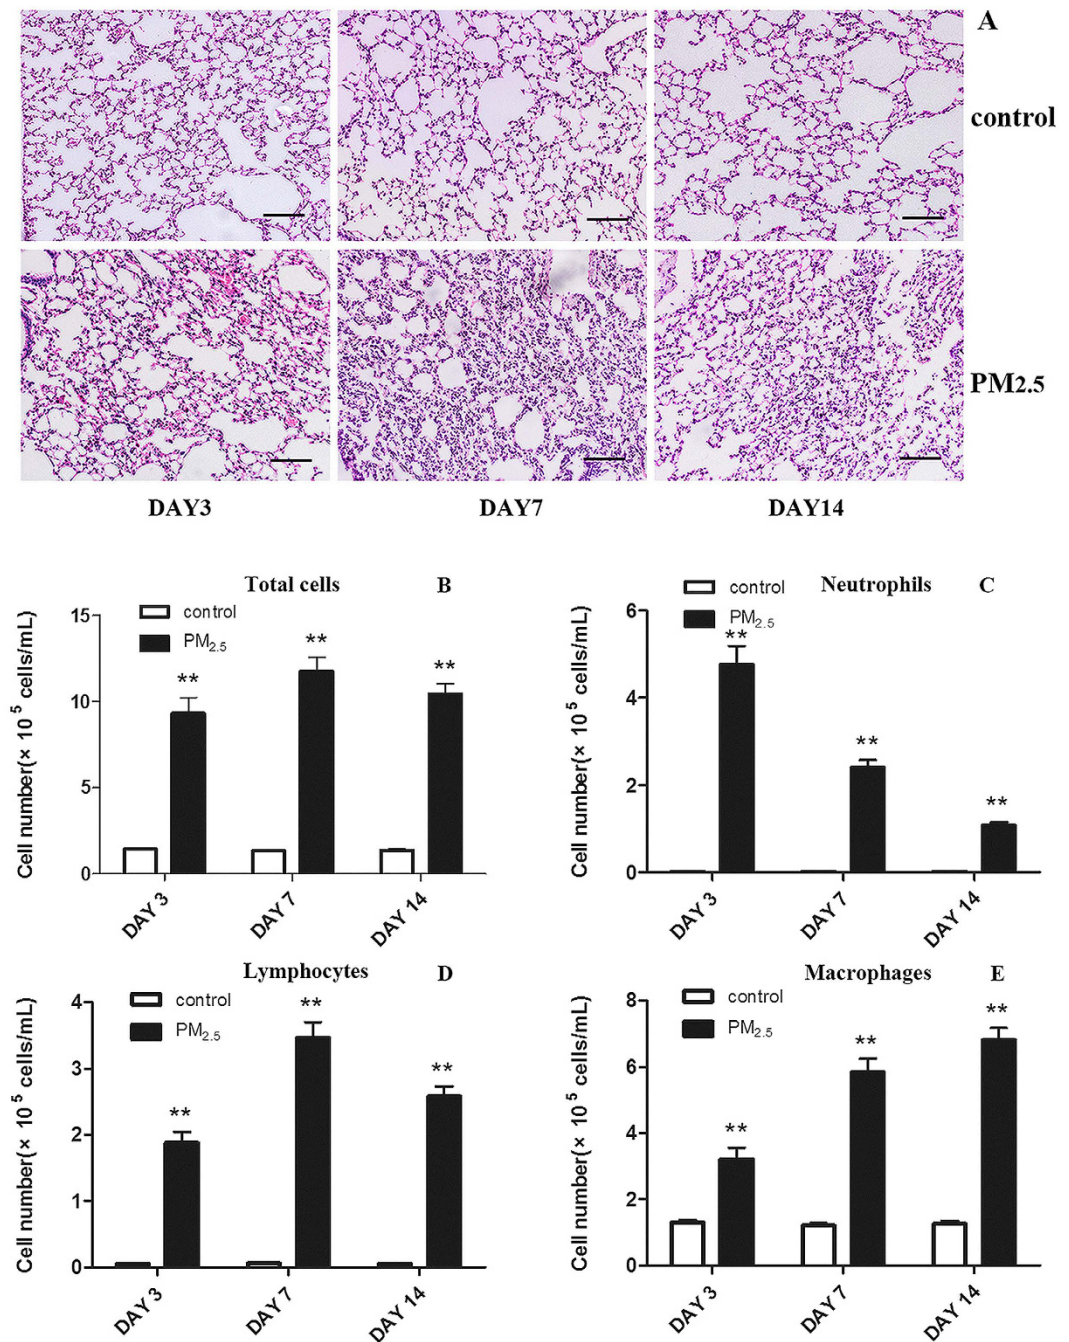 A
control
PM2.5
DAY3 DAY7 DAY14
Total cells B
control
PM2.5
Cell number(× 10 5 cells/mL)
15
10
5
0
** ** **
DAY 3 DAY 7 DAY 14
Neutrophils C
control
PM2.5
Cell number(× 10 5 cells/mL)
6
4
2
0
** ** **
DAY 3 DAY 7 DAY 14
Lymphocytes D
control
PM2.5
Cell number(× 10 5 cells/mL)
4
3
2
1
0
** ** **
DAY 3 DAY 7 DAY 14
Macrophages E
control
PM2.5
Cell number(× 10 5 cells/mL)
8
6
4
2
0
** ** **
DAY 3 DAY 7 DAY 14